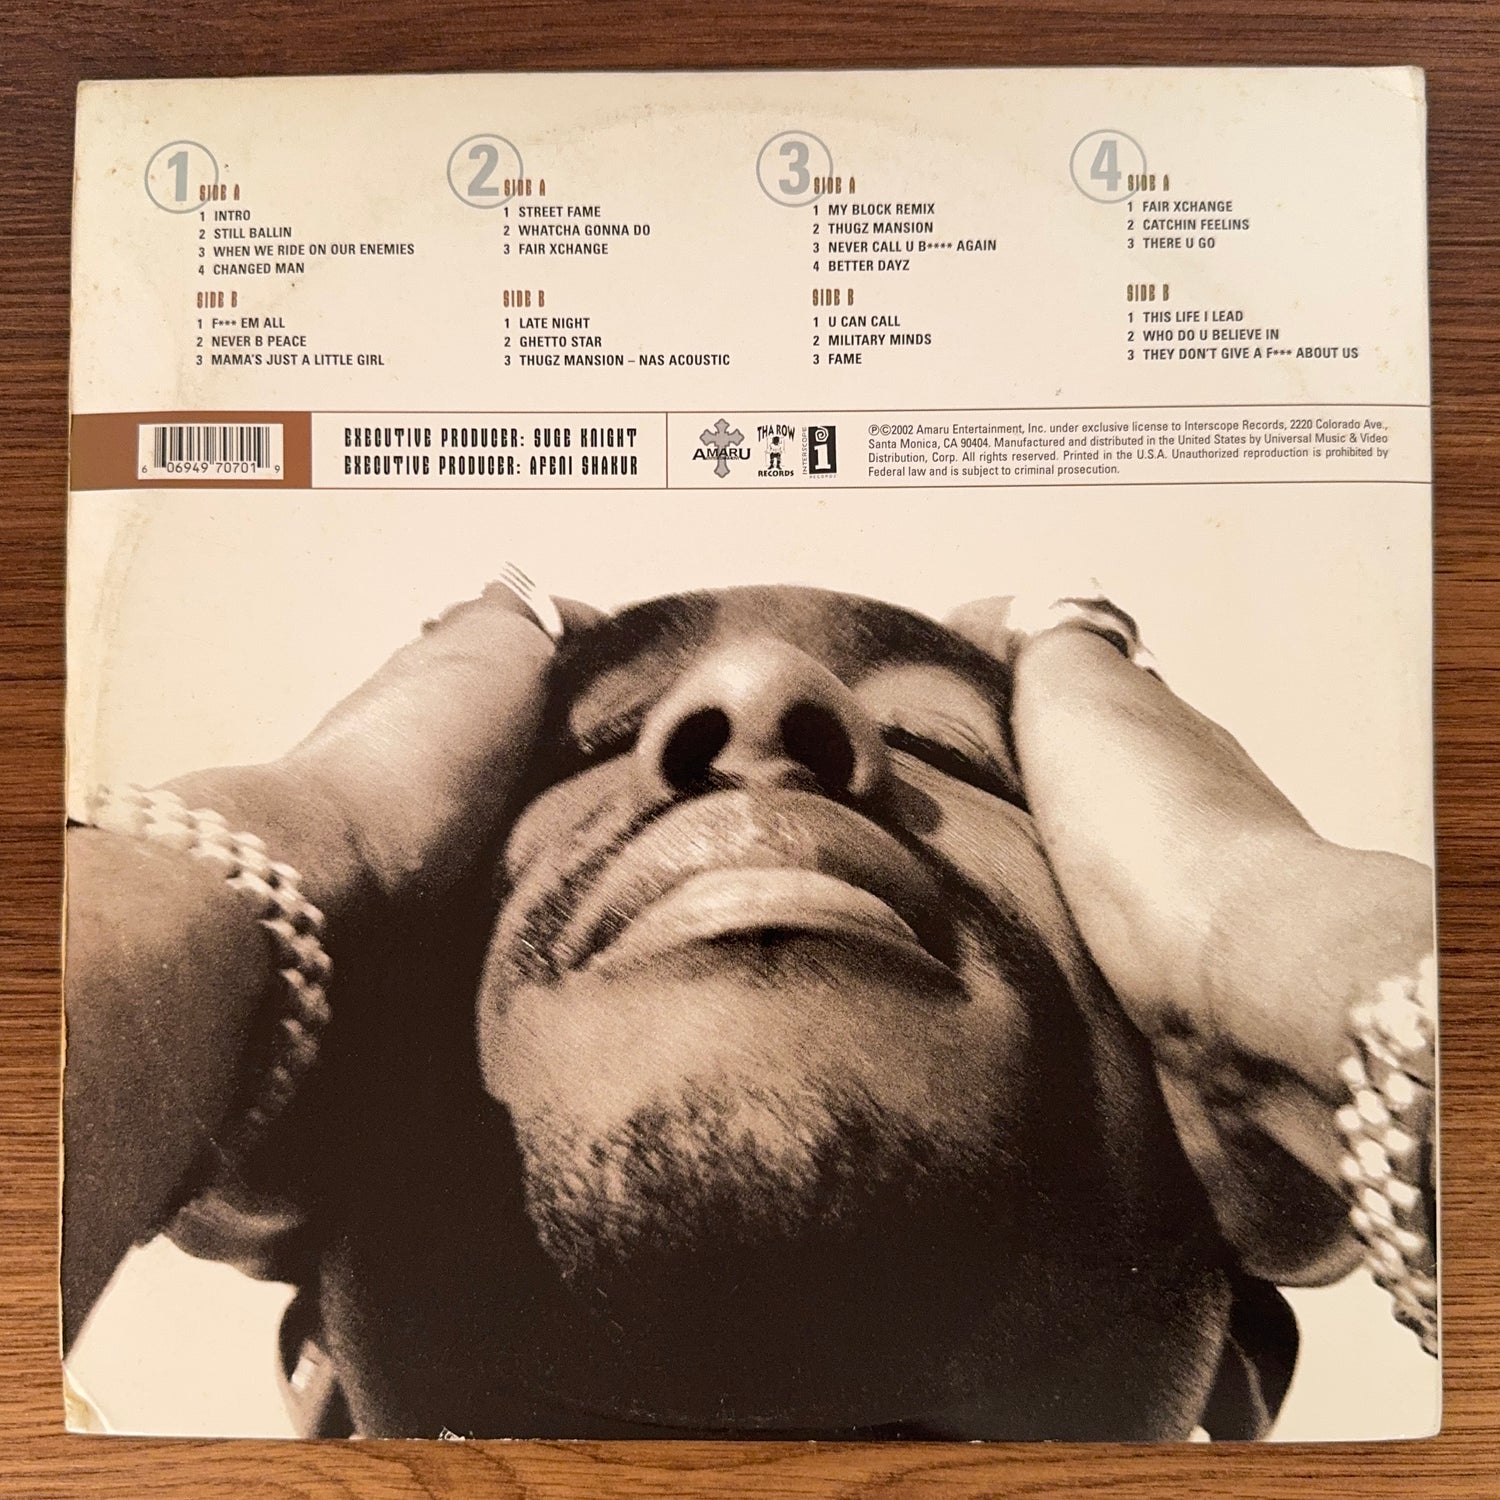 1
SIDE A
1 INTRO
2 STILL BALLIN
3 WHEN WE RIDE ON OUR ENEMIES
4 CHANGED MAN
SIDE B
1 F*** EM ALL
2 NEVER B PEACE
3 MAMA'S JUST A LITTLE GIRL
2
SIDE A
1 STREET FAME
2 WHATCHA GONNA DO
3 FAIR XCHANGE
SIDE B
1 LATE NIGHT
2 GHETTO STAR
3 THUGZ MANSION – NAS ACOUSTIC
3
SIDE A
1 MY BLOCK REMIX
2 THUGZ MANSION
3 NEVER CALL U B**** AGAIN
4 BETTER DAYZ
SIDE B
1 U CAN CALL
2 MILITARY MINDS
3 FAME
4
SIDE A
1 FAIR XCHANGE
2 CATCHIN FEELINS
3 THERE U GO
SIDE B
1 THIS LIFE I LEAD
2 WHO DO U BELIEVE IN
3 THEY DON'T GIVE A F*** ABOUT US
6 06949 70701 9
EXECUTIVE PRODUCER: SUGE KNIGHT
EXECUTIVE PRODUCER: AFENI SHAKUR
AMARU
THA ROW
RECORDS
INTERSCOPE
i
RECORDS
℗©2002 Amaru Entertainment, Inc. under exclusive license to Interscope Records, 2220 Colorado Ave.,
Santa Monica, CA 90404. Manufactured and distributed in the United States by Universal Music & Video
Distribution, Corp. All rights reserved. Printed in the U.S.A. Unauthorized reproduction is prohibited by
Federal law and is subject to criminal prosecution.